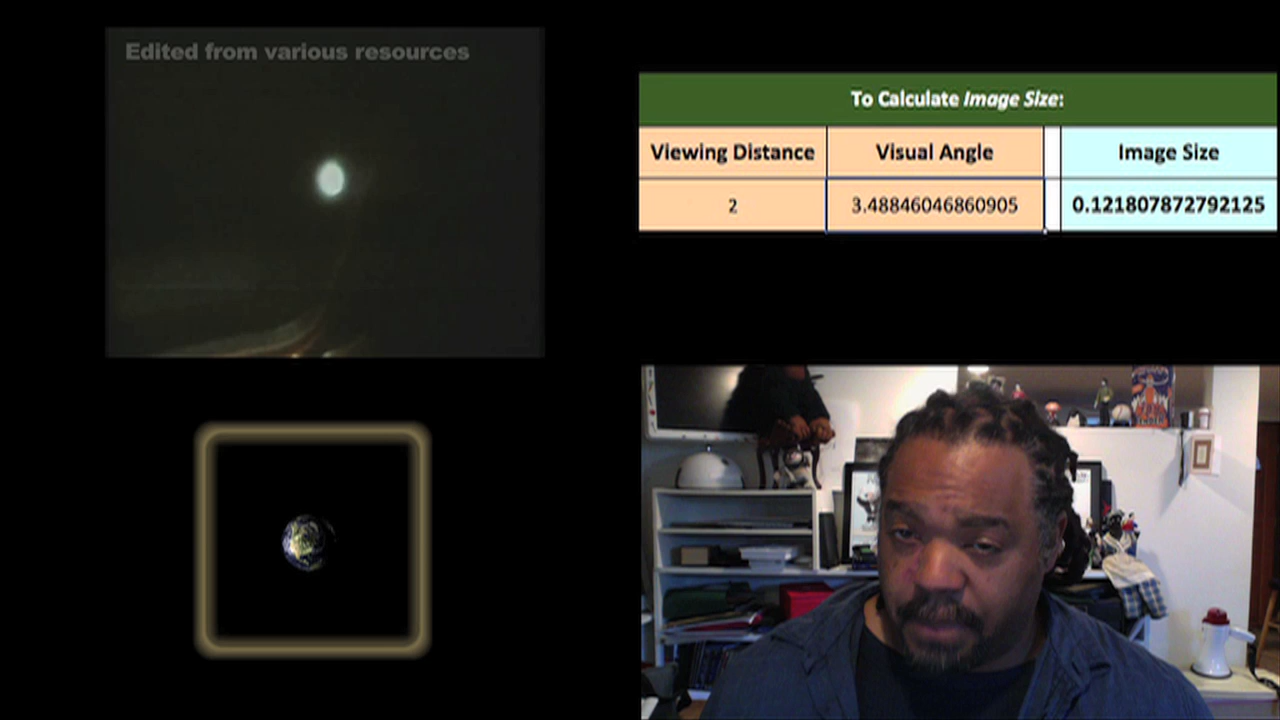 Edited from various resources
To Calculate Image Size:
Viewing Distance Visual Angle Image Size
2 3.48846046860905 0.121807872792125